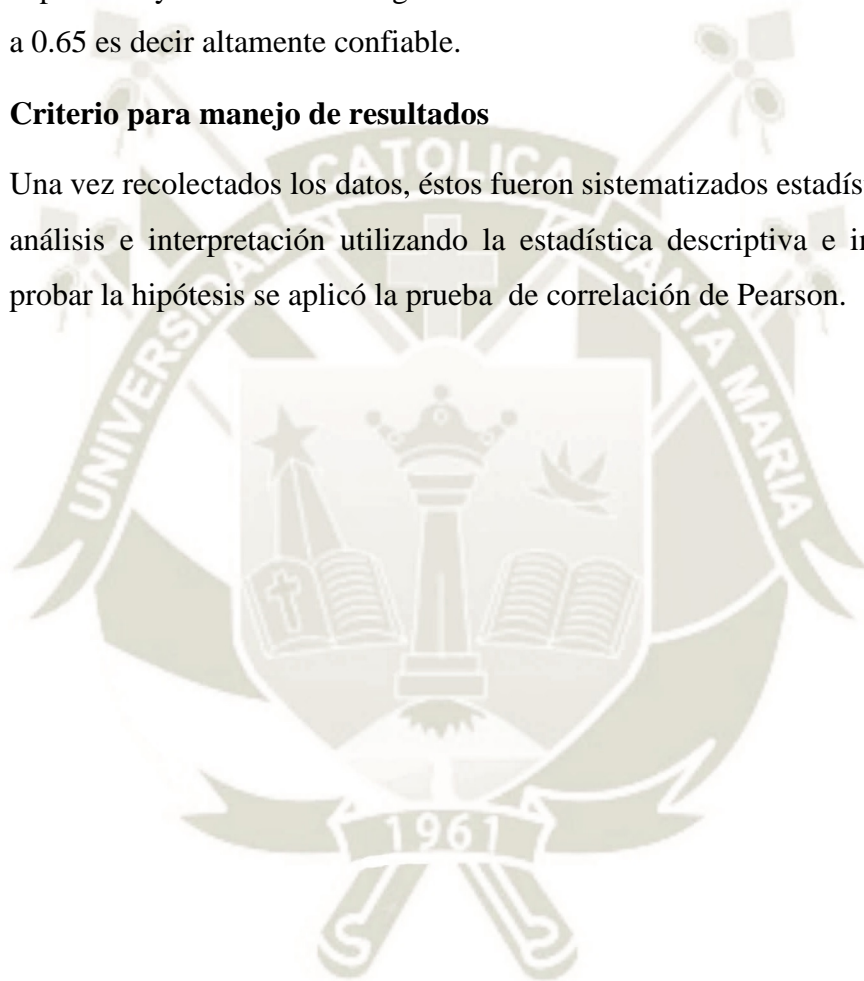 a 0.65 es decir altamente confiable.
Criterio para manejo de resultados
Una vez recolectados los datos, éstos fueron sistematizados
análisis e interpretación utilizando la estadística descriptiva e
probar la hipótesis se aplicó la prueba de correlación de Pearson.
UNIVERSIDAD CATOLICA SANTA MARIA
1961